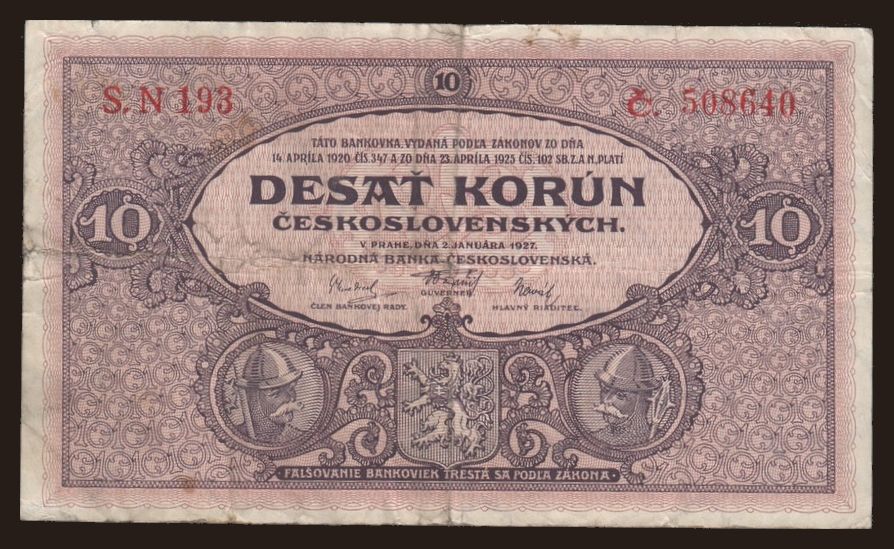 10
S. N 193
Č. 508640
TÁTO BANKOVKA, VYDANÁ PODĽA ZÁKONOV ZO DŇA
14. APRÍLA 1920 ČÍS. 347 A ZO DŇA 23. APRÍLA 1925 ČÍS. 102 SB. Z. A N. PLATÍ
DESAŤ KORÚN
ČESKOSLOVENSKÝCH.
10
10
V PRAHE, DŇA 2. JANUÁRA 1927.
NÁRODNÁ BANKA ČESKOSLOVENSKÁ.
ČLEN BANKOVEJ RADY.
GUVERNER
HLAVNÝ RIADITEĽ.
FALŠOVANIE BANKOVIEK TRESTÁ SA PODĽA ZÁKONA